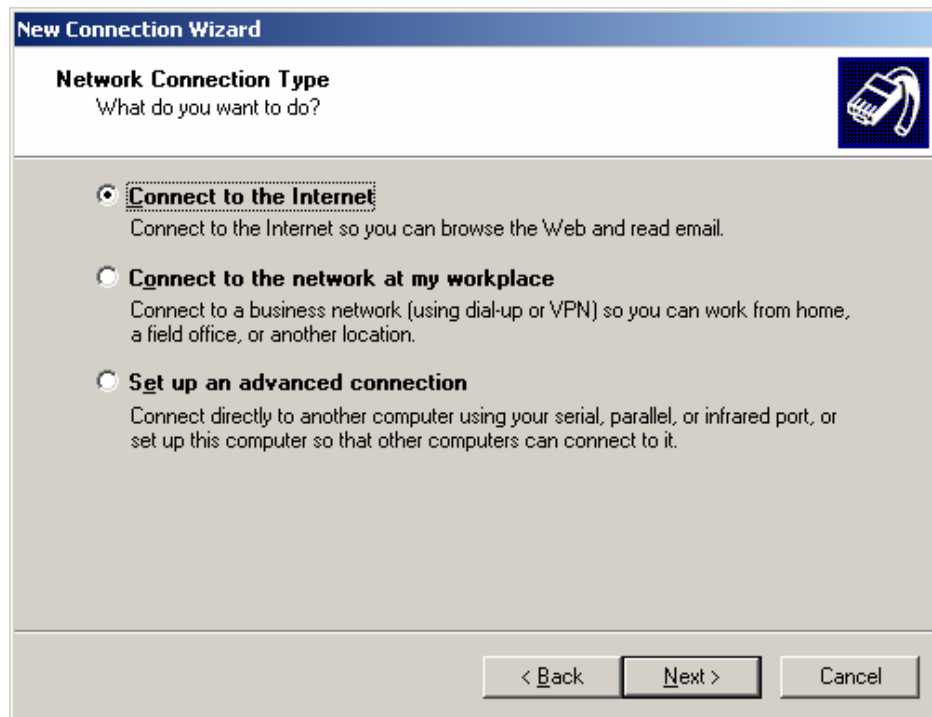 New Connection Wizard
Network Connection Type
What do you want to do?
Connect to the Internet
Connect to the Internet so you can browse the Web and read email.
Connect to the network at my workplace
Connect to a business network (using dial-up or VPN) so you can work from home,
a field office, or another location.
Set up an advanced connection
Connect directly to another computer using your serial, parallel, or infrared port, or
set up this computer so that other computers can connect to it.
< Back Next > Cancel